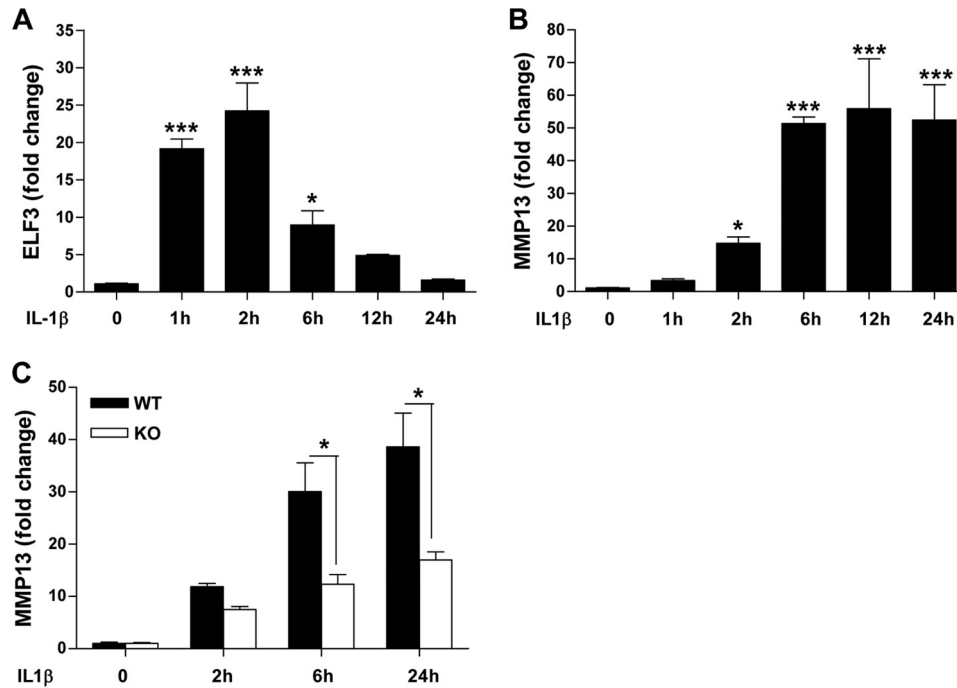 A
ELF3 (fold change)
35
30
25
20
15
10
5
0
***
***
*
IL-1β 0 1h 2h 6h 12h 24h
B
MMP13 (fold change)
80
70
60
50
40
30
20
10
0
*
***
***
***
IL1β 0 1h 2h 6h 12h 24h
C
MMP13 (fold change)
50
40
30
20
10
0
WT
KO
*
*
IL1β 0 2h 6h 24h